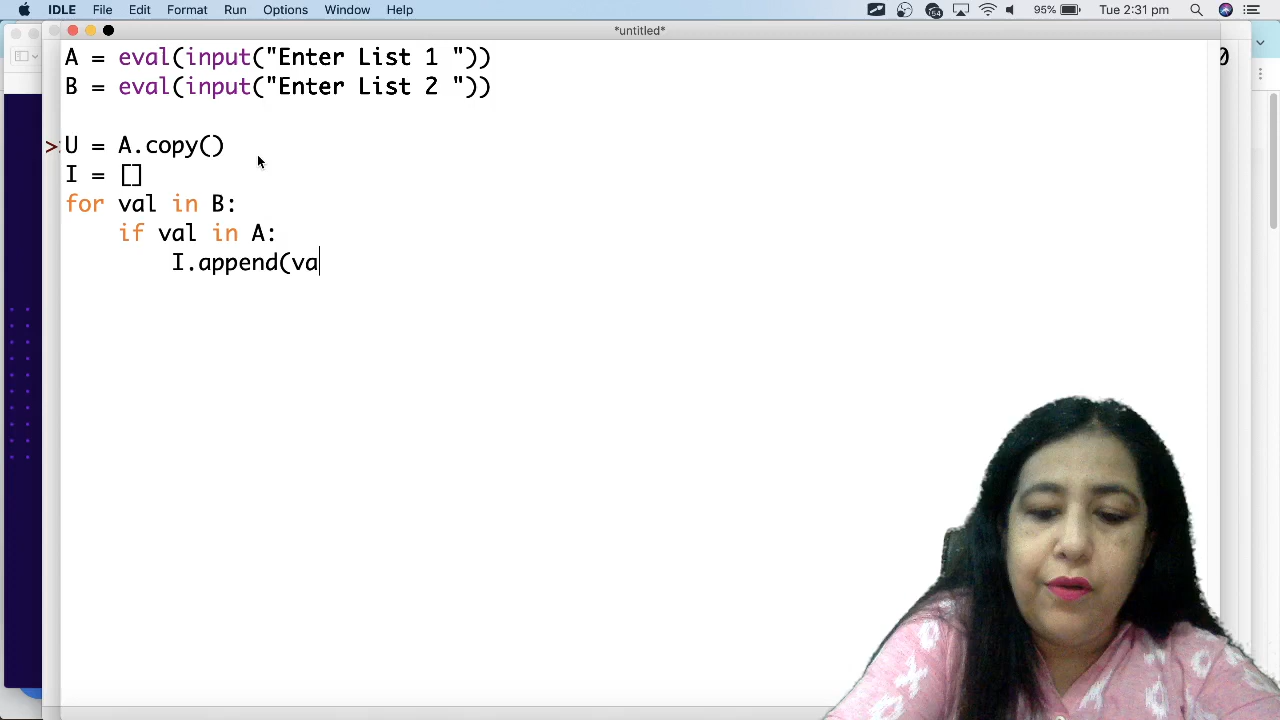 IDLE File Edit Format Run Options Window Help 54 95% Tue 2:31 pm
*untitled*
A = eval(input("Enter List 1 "))
B = eval(input("Enter List 2 "))
>U = A.copy()
I = []
for val in B:
    if val in A:
        I.append(va